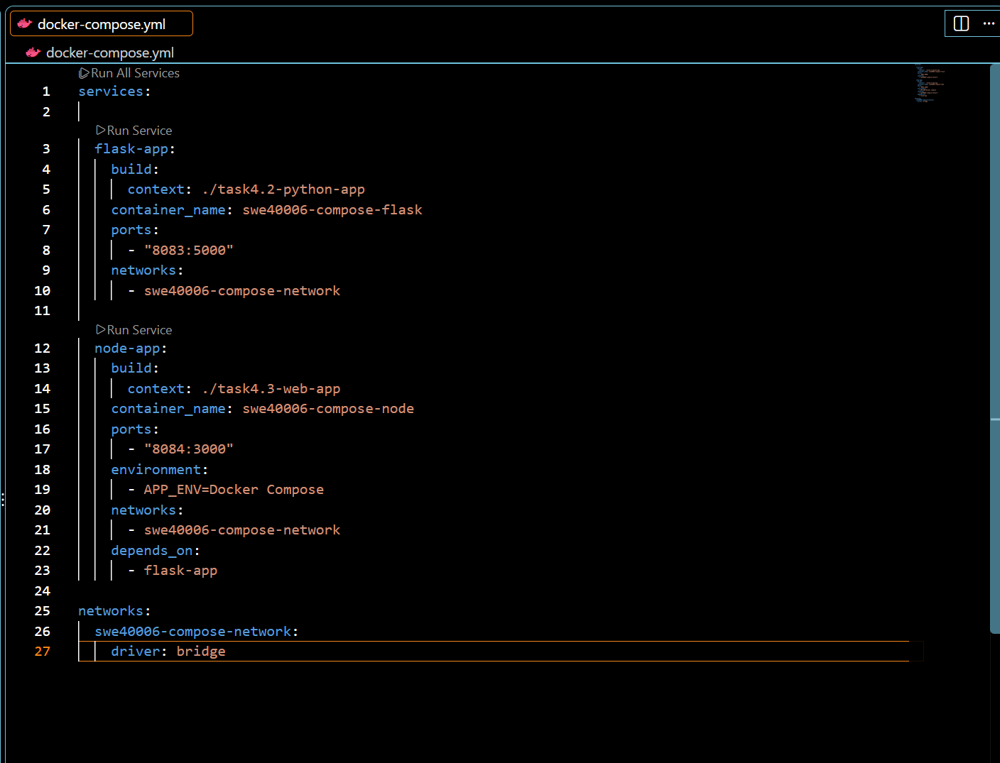 docker-compose.yml
docker-compose.yml
Run All Services
1 services:
2
Run Service
3 flask-app:
4 build:
5 context: ./task4.2-python-app
6 container_name: swe40006-compose-flask
7 ports:
8 - "8083:5000"
9 networks:
10 - swe40006-compose-network
11
Run Service
12 node-app:
13 build:
14 context: ./task4.3-web-app
15 container_name: swe40006-compose-node
16 ports:
17 - "8084:3000"
18 environment:
19 - APP_ENV=Docker Compose
20 networks:
21 - swe40006-compose-network
22 depends_on:
23 - flask-app
24
25 networks:
26 swe40006-compose-network:
27 driver: bridge